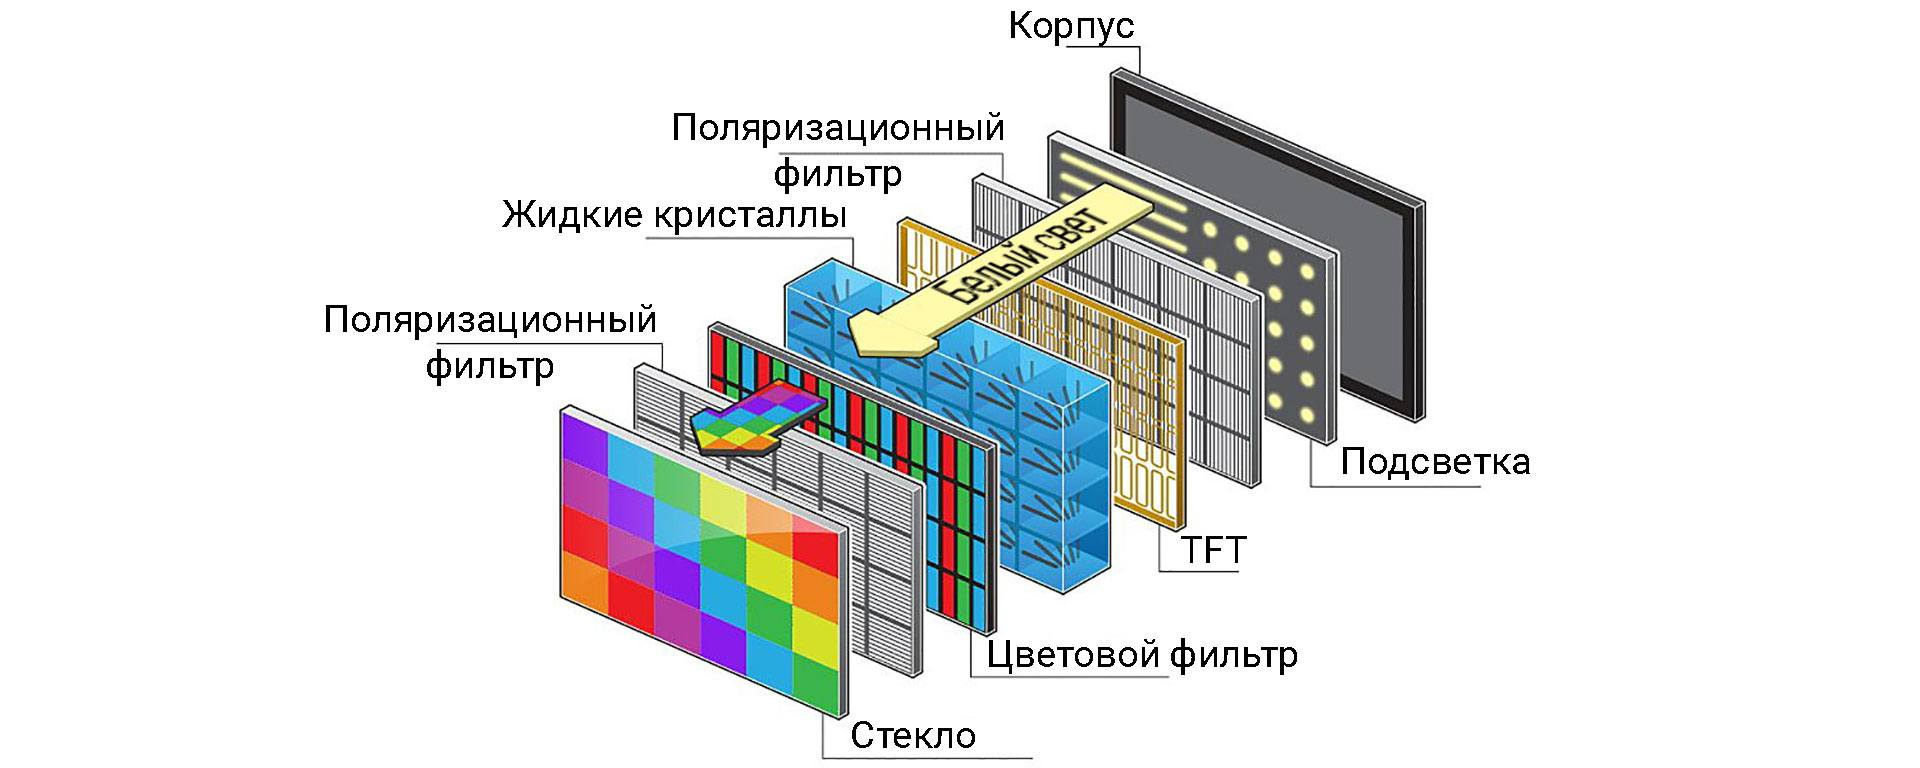 Корпус
Поляризационный
фильтр
Жидкие кристаллы
Белый свет
Поляризационный
фильтр
Подсветка
TFT
Цветовой фильтр
Стекло